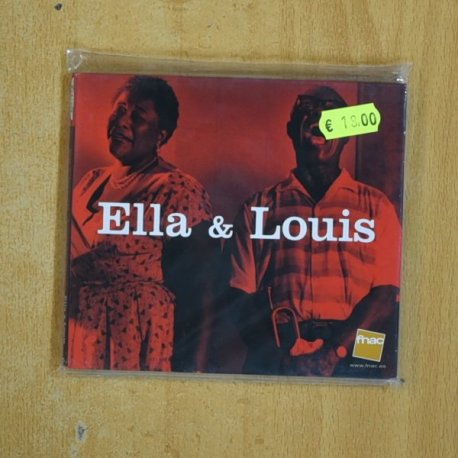 € 18.00
Ella & Louis
fnac
www.fnac.es